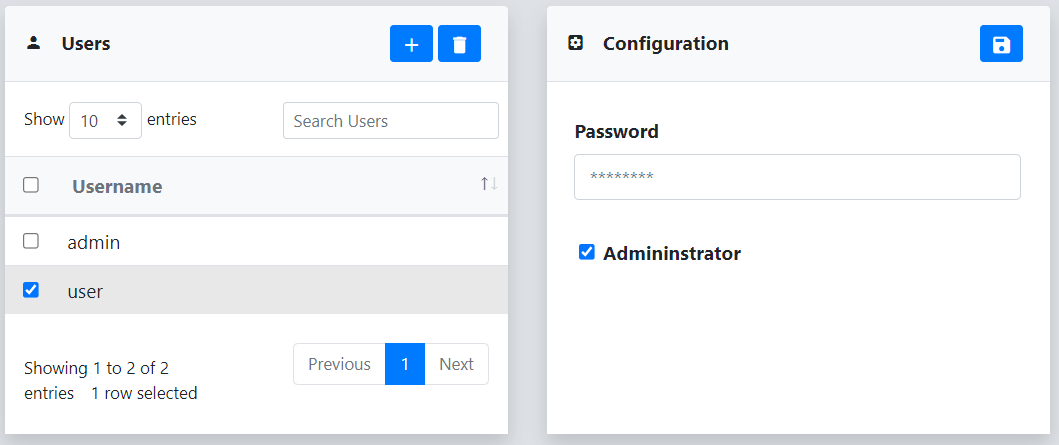 Users
Show 10 entries
Search Users
Username
admin
user
Showing 1 to 2 of 2
entries 1 row selected
Previous 1 Next
Configuration
Password
********
Admininstrator